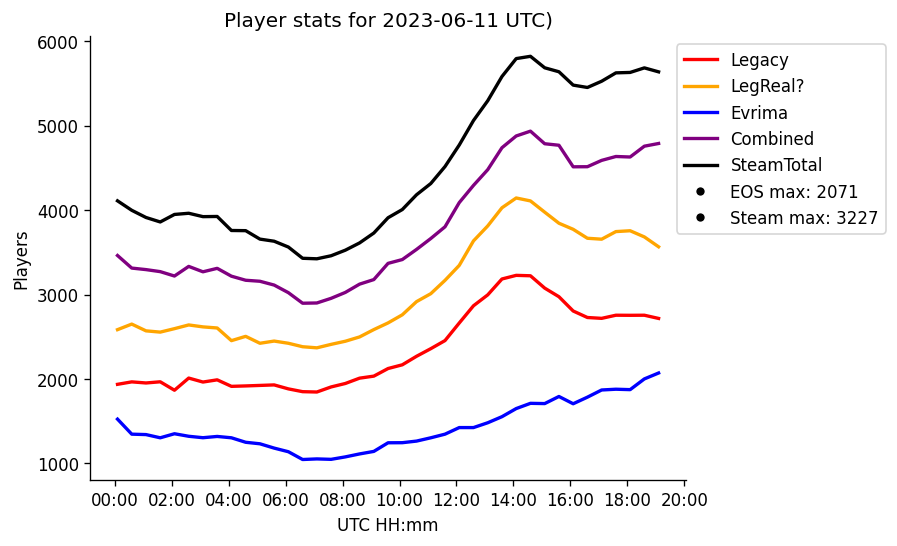 Player stats for 2023-06-11 UTC)
6000
5000
4000
3000
2000
1000
Players
00:00 02:00 04:00 06:00 08:00 10:00 12:00 14:00 16:00 18:00 20:00
UTC HH:mm
Legacy
LegReal?
Evrima
Combined
SteamTotal
EOS max: 2071
Steam max: 3227